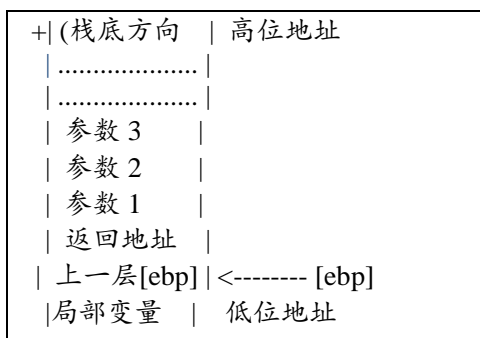 +| (栈底方向 | 高位地址
| .................... |
| .................... |
| 参数 3 |
| 参数 2 |
| 参数 1 |
| 返回地址 |
| 上一层[ebp] | <-------- [ebp]
|局部变量 | 低位地址